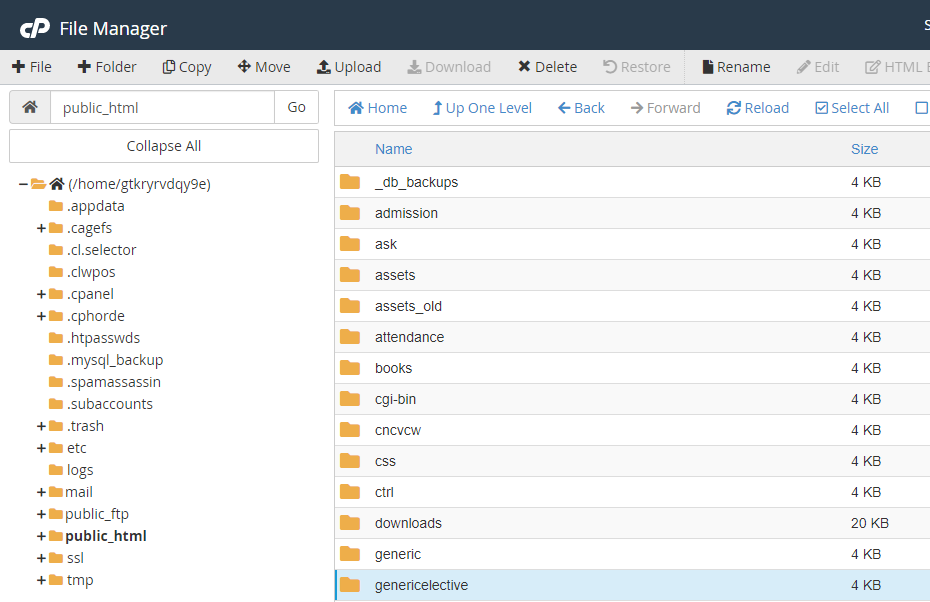 cP File Manager
File Folder Copy Move Upload Download Delete Restore Rename Edit HTML
public_html Go
Home Up One Level Back Forward Reload Select All
Collapse All
(/home/gtkryrvdqy9e)
.appdata
.cagefs
.cl.selector
.clwpos
.cpanel
.cphorde
.htpasswds
.mysql_backup
.spamassassin
.subaccounts
.trash
etc
logs
mail
public_ftp
public_html
ssl
tmp
Name Size
_db_backups 4 KB
admission 4 KB
ask 4 KB
assets 4 KB
assets_old 4 KB
attendance 4 KB
books 4 KB
cgi-bin 4 KB
cncvcw 4 KB
css 4 KB
ctrl 4 KB
downloads 20 KB
generic 4 KB
genericelective 4 KB